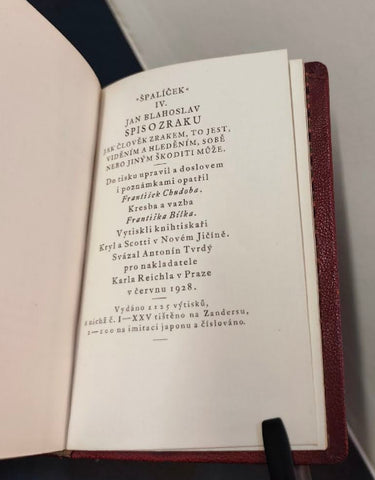 »ŠPALÍČEK«
IV.
JAN BLAHOSLAV
SPIS O ZRAKU
JAK ČLOVĚK ZRAKEM, TO JEST,
VIDĚNÍM A HLEDĚNÍM, SOBĚ
NEBO JINÝM ŠKODITI MŮŽE.
Do tisku upravil a doslovem
i poznámkami opatřil
František Chudoba.
Kresba a vazba
Františka Bílka.
Vytiskli knihtiskaři
Kryl a Scotti v Novém Jičíně.
Svázal Antonín Tvrdý
pro nakladatele
Karla Reichla v Praze
v červnu 1928.
Vydáno 1125 výtisků,
z nichž č. I—XXV tištěno na Zandersu,
1—100 na imitaci japonu a číslováno.